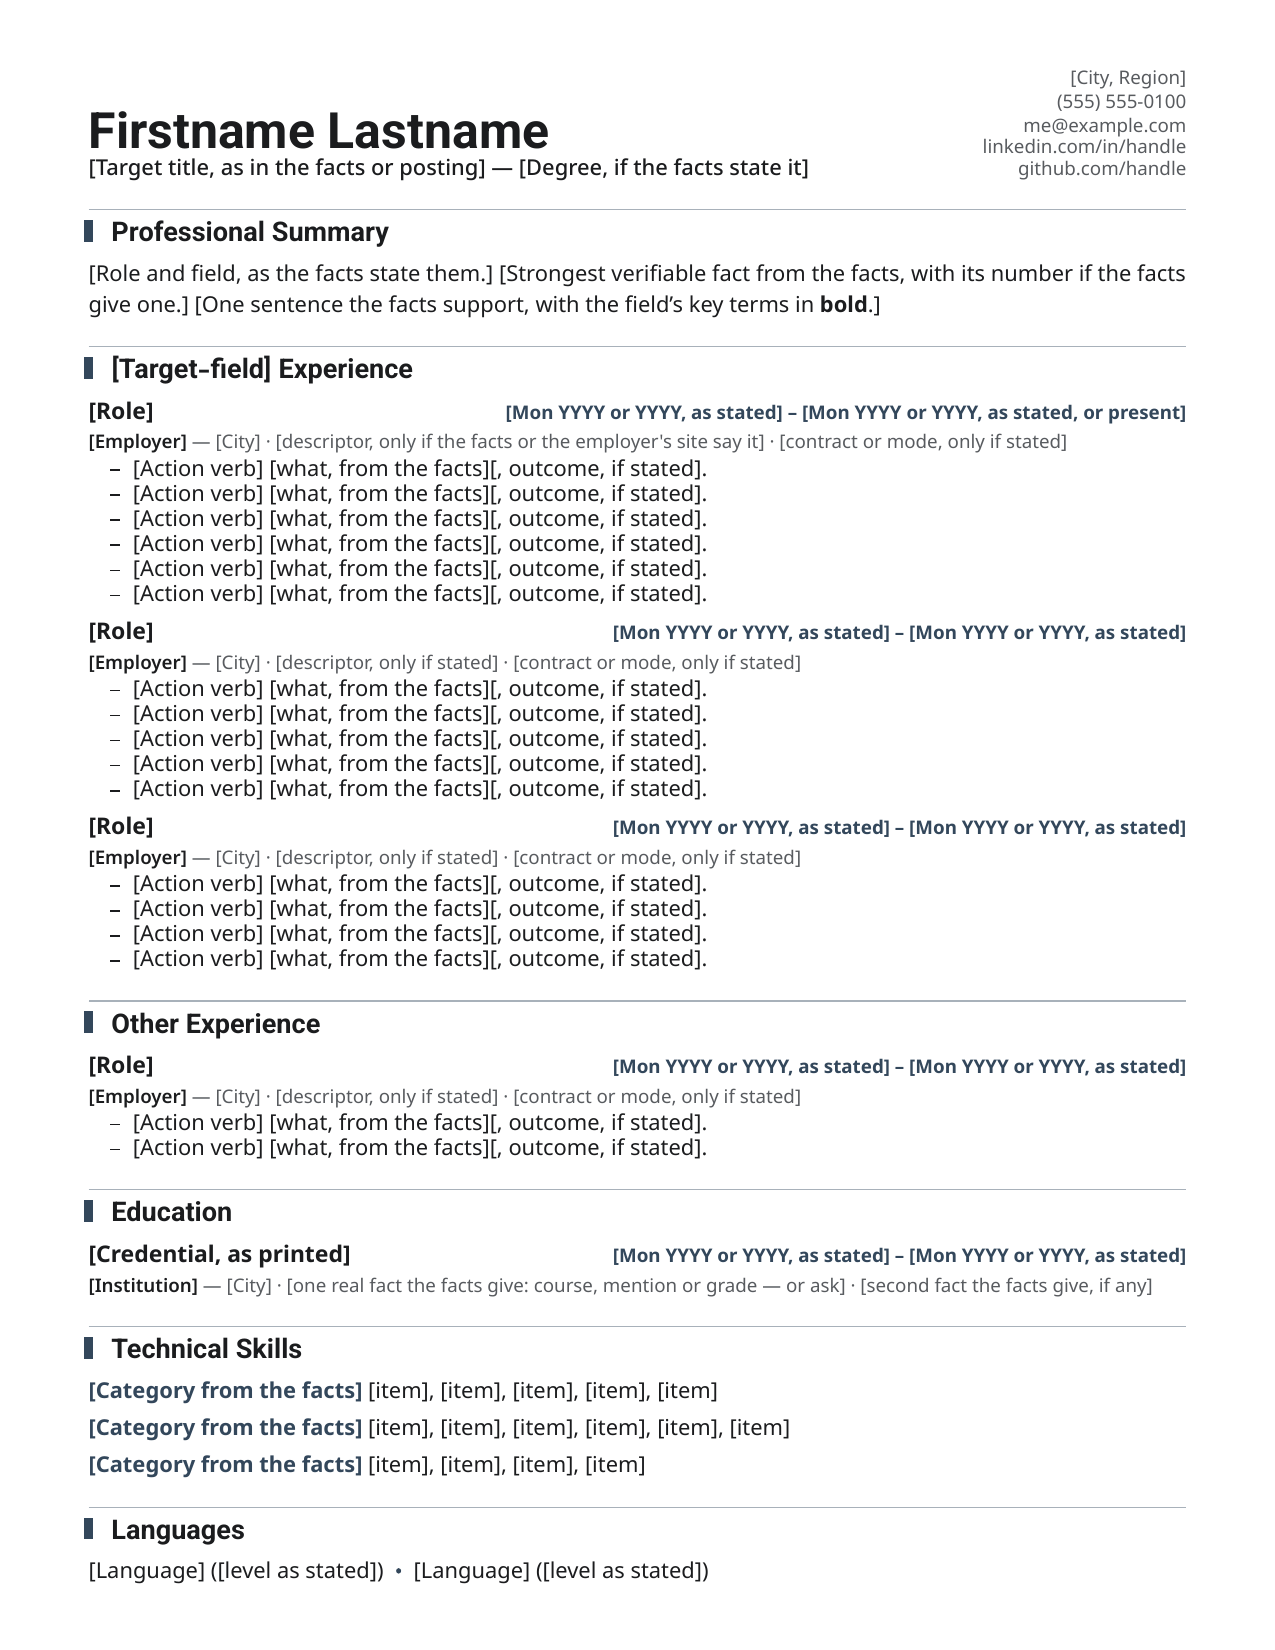 Firstname Lastname
[Target title, as in the facts or posting] — [Degree, if the facts state it]
[City, Region]
(555) 555-0100
me@example.com
linkedin.com/in/handle
github.com/handle
Professional Summary
[Role and field, as the facts state them.] [Strongest verifiable fact from the facts, with its number if the facts
give one.] [One sentence the facts support, with the field’s key terms in bold.]
[Target-field] Experience
[Role] [Mon YYYY or YYYY, as stated] – [Mon YYYY or YYYY, as stated, or present]
[Employer] — [City] · [descriptor, only if the facts or the employer's site say it] · [contract or mode, only if stated]
– [Action verb] [what, from the facts][, outcome, if stated].
– [Action verb] [what, from the facts][, outcome, if stated].
– [Action verb] [what, from the facts][, outcome, if stated].
– [Action verb] [what, from the facts][, outcome, if stated].
– [Action verb] [what, from the facts][, outcome, if stated].
– [Action verb] [what, from the facts][, outcome, if stated].
[Role] [Mon YYYY or YYYY, as stated] – [Mon YYYY or YYYY, as stated]
[Employer] — [City] · [descriptor, only if stated] · [contract or mode, only if stated]
– [Action verb] [what, from the facts][, outcome, if stated].
– [Action verb] [what, from the facts][, outcome, if stated].
– [Action verb] [what, from the facts][, outcome, if stated].
– [Action verb] [what, from the facts][, outcome, if stated].
– [Action verb] [what, from the facts][, outcome, if stated].
[Role] [Mon YYYY or YYYY, as stated] – [Mon YYYY or YYYY, as stated]
[Employer] — [City] · [descriptor, only if stated] · [contract or mode, only if stated]
– [Action verb] [what, from the facts][, outcome, if stated].
– [Action verb] [what, from the facts][, outcome, if stated].
– [Action verb] [what, from the facts][, outcome, if stated].
– [Action verb] [what, from the facts][, outcome, if stated].
Other Experience
[Role] [Mon YYYY or YYYY, as stated] – [Mon YYYY or YYYY, as stated]
[Employer] — [City] · [descriptor, only if stated] · [contract or mode, only if stated]
– [Action verb] [what, from the facts][, outcome, if stated].
– [Action verb] [what, from the facts][, outcome, if stated].
Education
[Credential, as printed] [Mon YYYY or YYYY, as stated] – [Mon YYYY or YYYY, as stated]
[Institution] — [City] · [one real fact the facts give: course, mention or grade — or ask] · [second fact the facts give, if any]
Technical Skills
[Category from the facts] [item], [item], [item], [item], [item]
[Category from the facts] [item], [item], [item], [item], [item], [item]
[Category from the facts] [item], [item], [item], [item]
Languages
[Language] ([level as stated]) • [Language] ([level as stated])